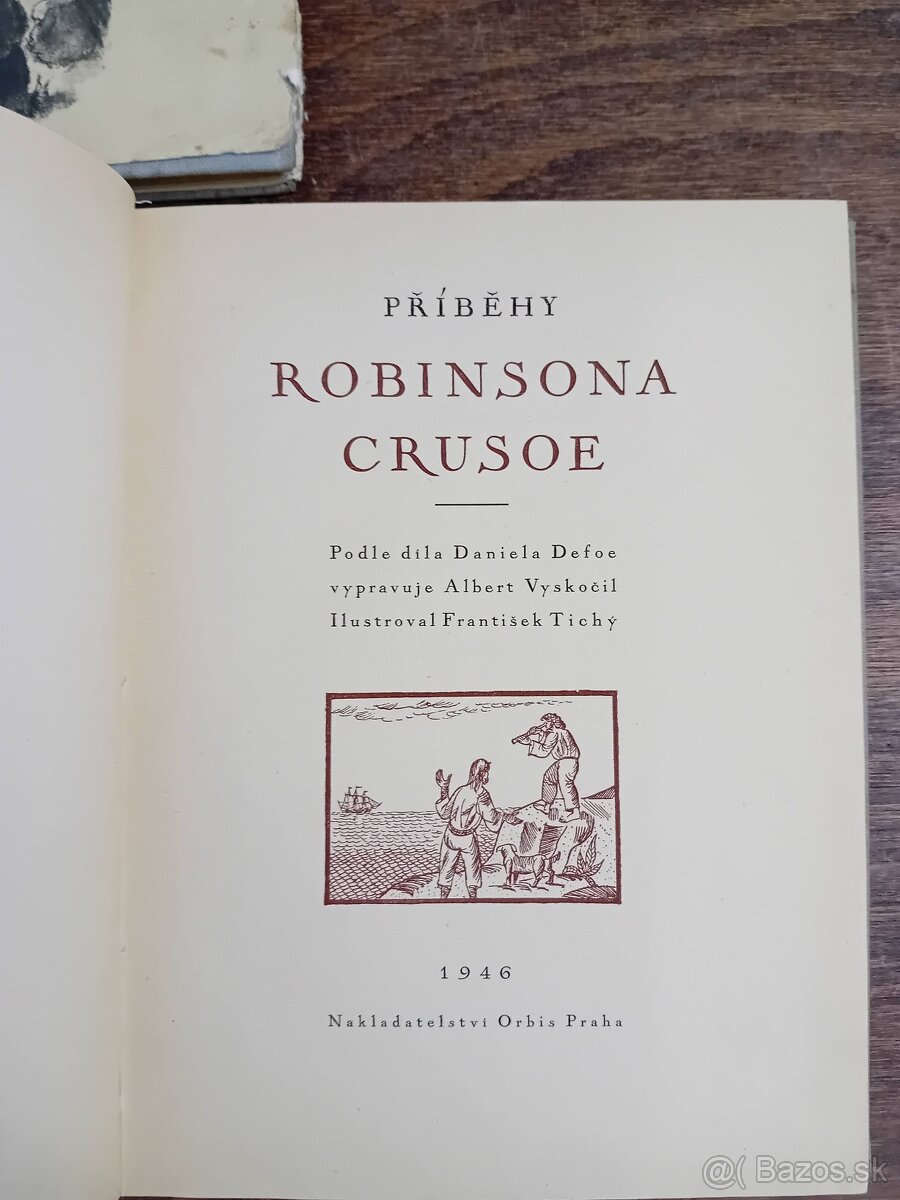 PŘÍBĚHY
ROBINSONA
CRUSOE
Podle díla Daniela Defoe
vypravuje Albert Vyskočil
Ilustroval František Tichý
1946
Nakladatelství Orbis Praha
@( Bazos.sk